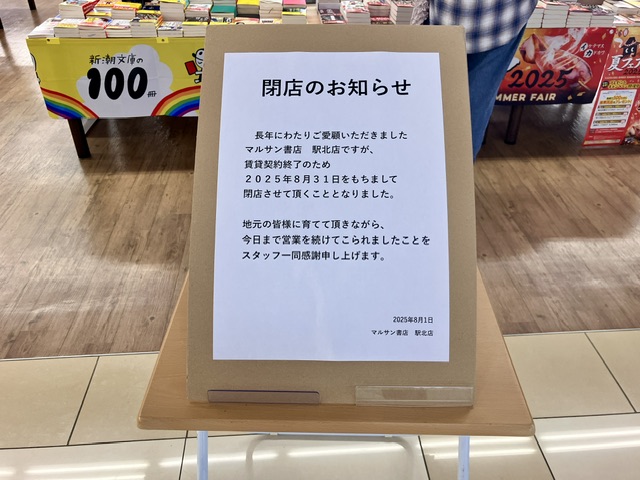 新潮文庫の
100冊
2025
SUMMER FAIR
閉店のお知らせ
長年にわたりご愛顧いただきました
マルサン書店　駅北店ですが、
賃貸契約終了のため
２０２５年８月３１日をもちまして
閉店させて頂くこととなりました。
地元の皆様に育てて頂きながら、
今日まで営業を続けてこられましたことを
スタッフ一同感謝申し上げます。
2025年8月1日
マルサン書店　駅北店